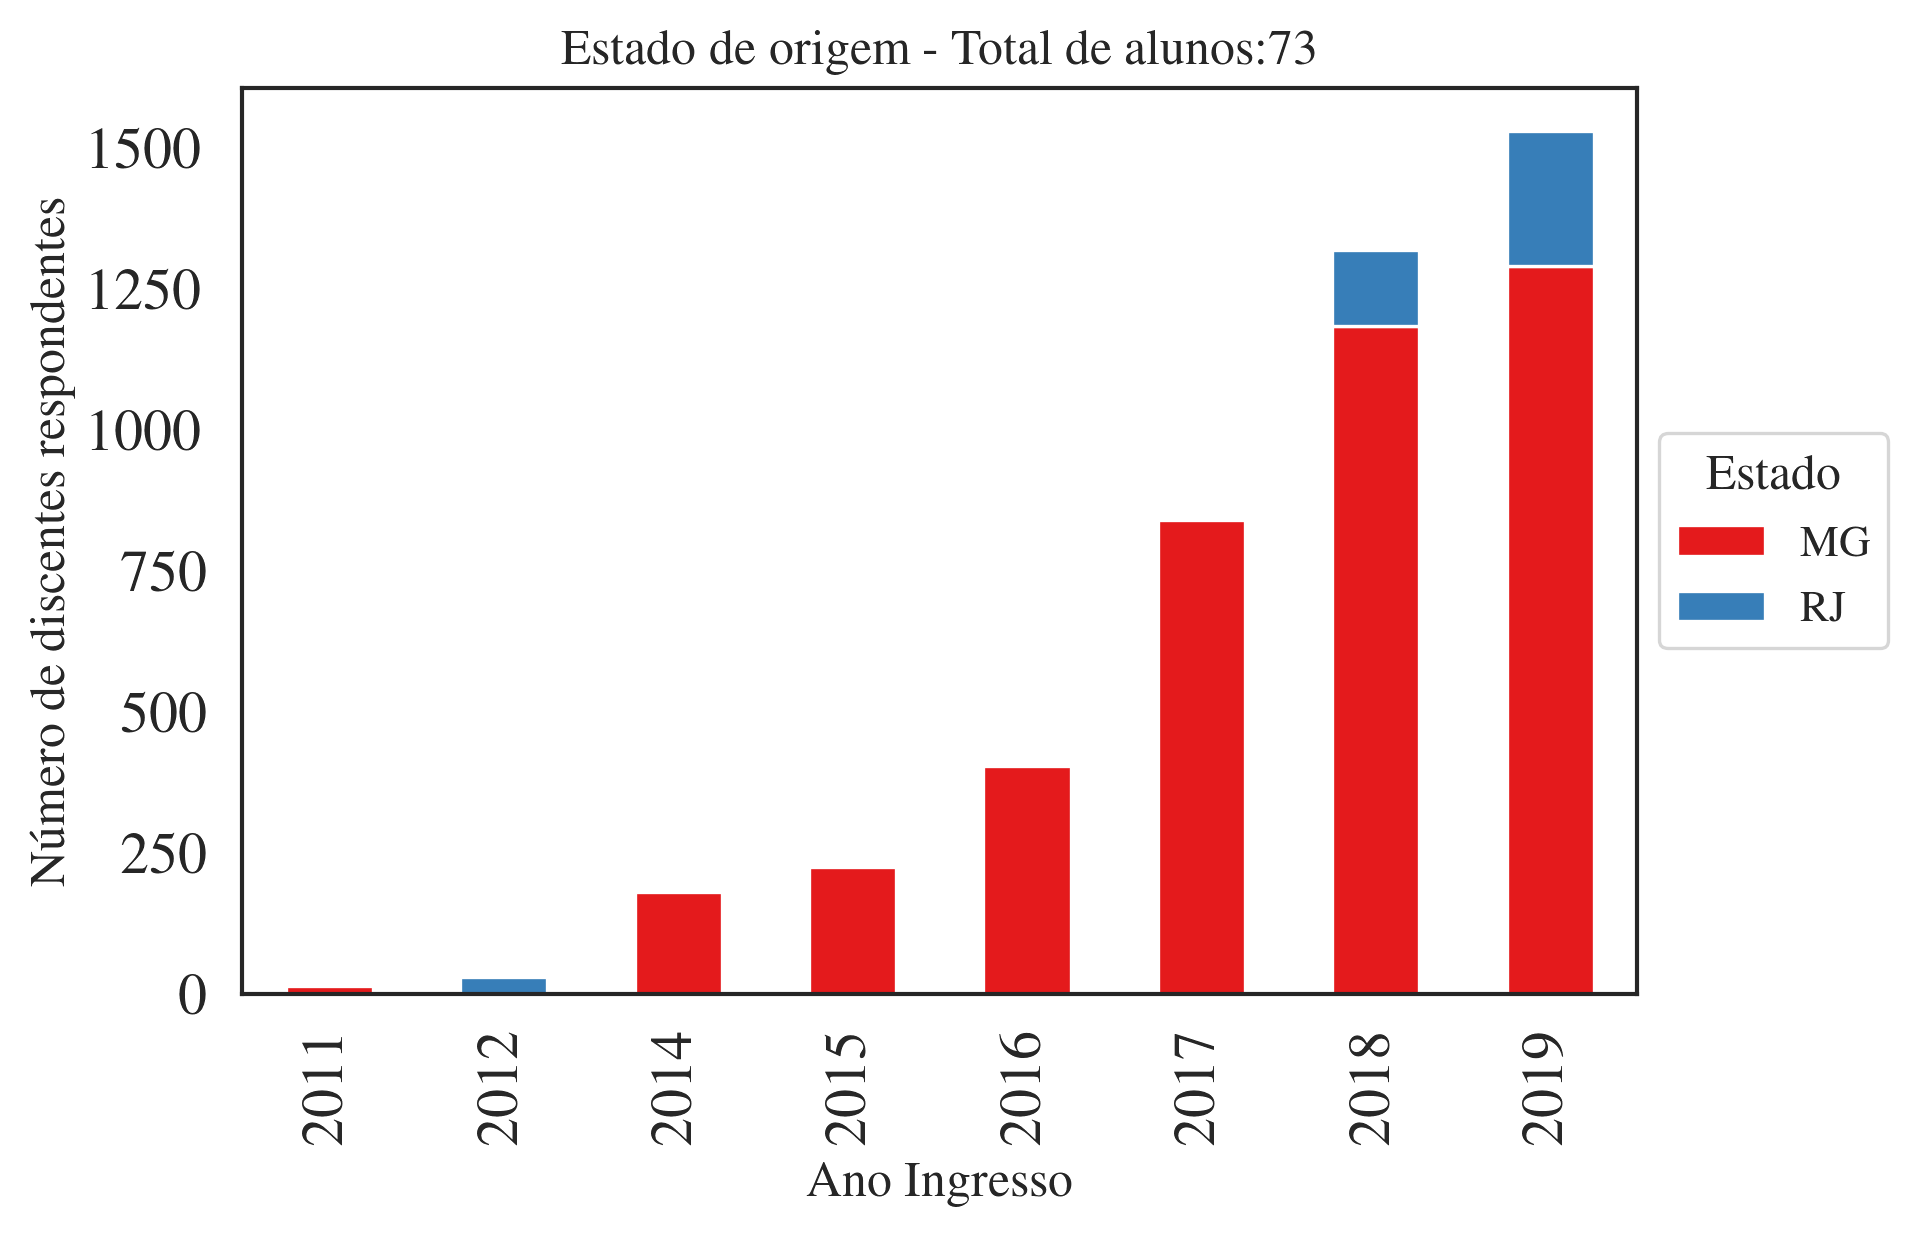 Estado de origem - Total de alunos:73
Número de discentes respondentes
1500
1250
1000
750
500
250
0
2011
2012
2014
2015
2016
2017
2018
2019
Ano Ingresso
Estado
MG
RJ